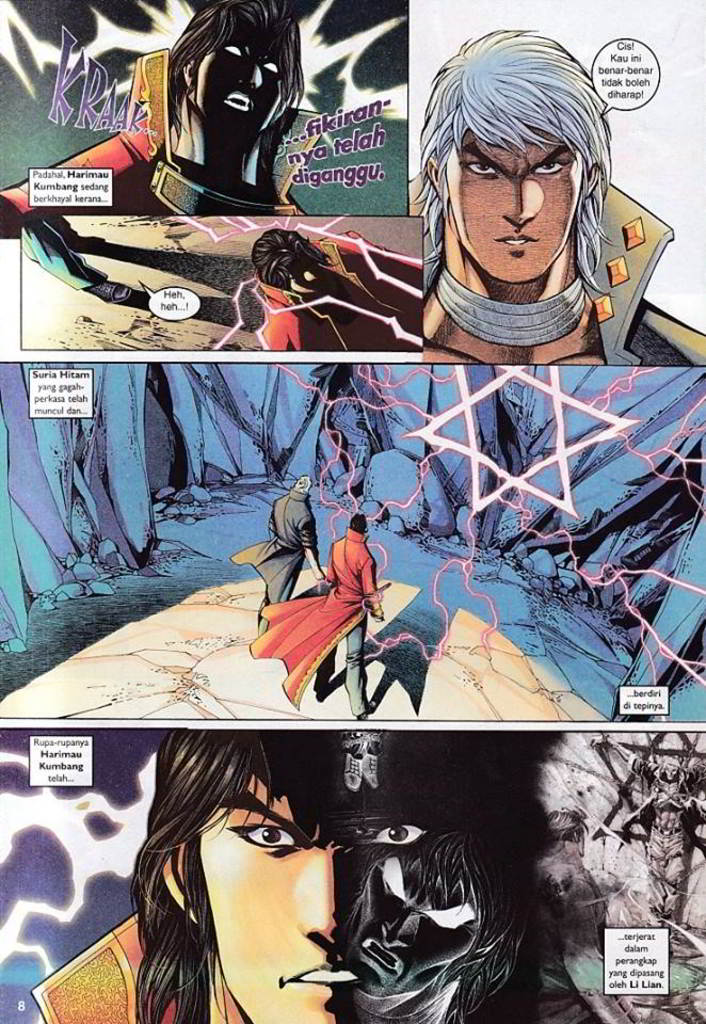 KRAAK...
...fikiran-
nya telah
diganggu.
Padahal, Harimau
Kumbang sedang
berkhayal kerana...
Cis!
Kau ini
benar-benar
tidak boleh
diharap!
Heh,
heh...!
Suria Hitam
yang gagah-
perkasa telah
muncul dan...
...berdiri
di tepinya.
Rupa-rupanya
Harimau
Kumbang
telah...
...terjerat
dalam
perangkap
yang dipasang
oleh Li Lian.
8